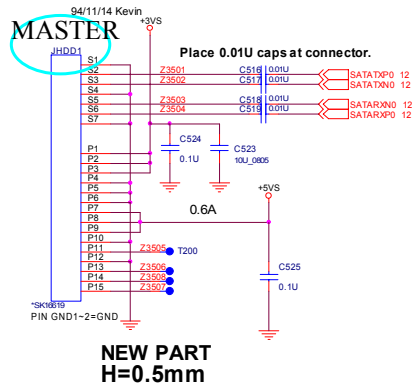 94/11/14 Kevin
MASTER
+3VS
JHDD1
Place 0.01U caps at connector.
S1
S2 Z3501 C516 0.01U SATATXP0 12
S3 Z3502 C517 0.01U SATATXN0 12
S4
S5 Z3503 C518 0.01U SATARXN0 12
S6 Z3504 C519 0.01U SATARXP0 12
S7
C524
0.1U
C523
10U_0805
P1
P2
P3
P4
P5
P6
P7
P8
P9
P10
P11 Z3505 T200
P12
P13 Z3506
P14 Z3508
P15 Z3507
+5VS
0.6A
C525
0.1U
*SK16619
PIN GND1~2=GND
NEW PART
H=0.5mm